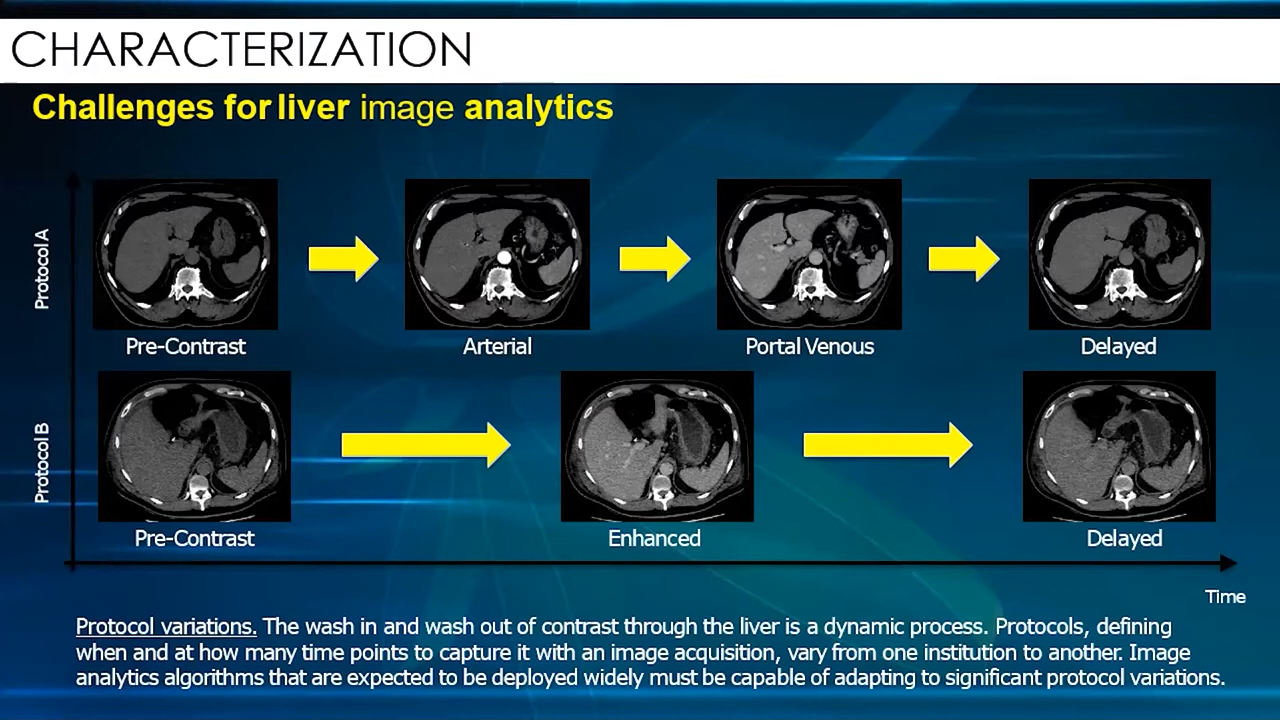 CHARACTERIZATION
Challenges for liver image analytics
Protocol A
Pre-Contrast
Arterial
Portal Venous
Delayed
Protocol B
Pre-Contrast
Enhanced
Delayed
Time
Protocol variations. The wash in and wash out of contrast through the liver is a dynamic process. Protocols, defining
when and at how many time points to capture it with an image acquisition, vary from one institution to another. Image
analytics algorithms that are expected to be deployed widely must be capable of adapting to significant protocol variations.